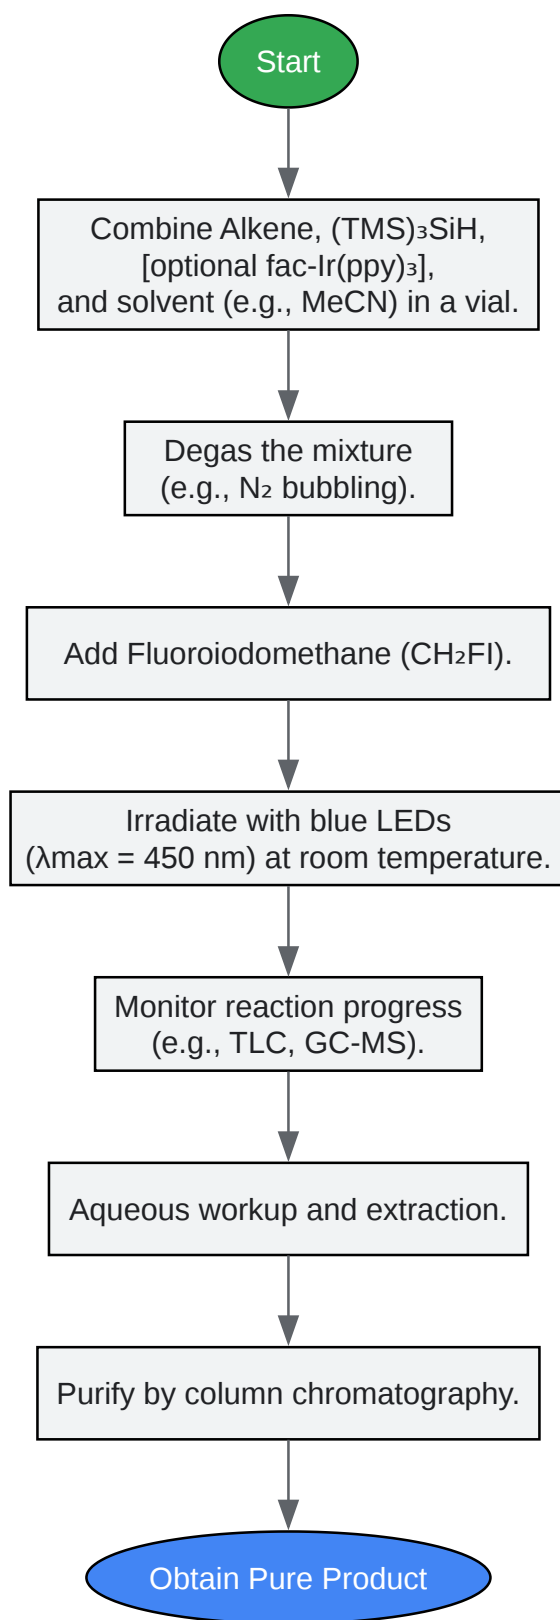 Start
Combine Alkene, (TMS)₃SiH,
[optional fac-Ir(ppy)₃],
and solvent (e.g., MeCN) in a vial.
Degas the mixture
(e.g., N₂ bubbling).
Add Fluoroiodomethane (CH₂FI).
Irradiate with blue LEDs
(λmax = 450 nm) at room temperature.
Monitor reaction progress
(e.g., TLC, GC-MS).
Aqueous workup and extraction.
Purify by column chromatography.
Obtain Pure Product